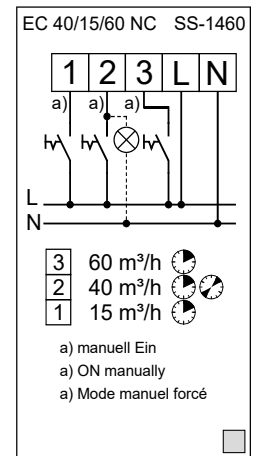 EC 40/15/60 NC SS-1460
1 2 3 L N
a) a) a)
L
N
3 60 m³/h
2 40 m³/h
1 15 m³/h
a) manuell Ein
a) ON manually
a) Mode manuel forcé